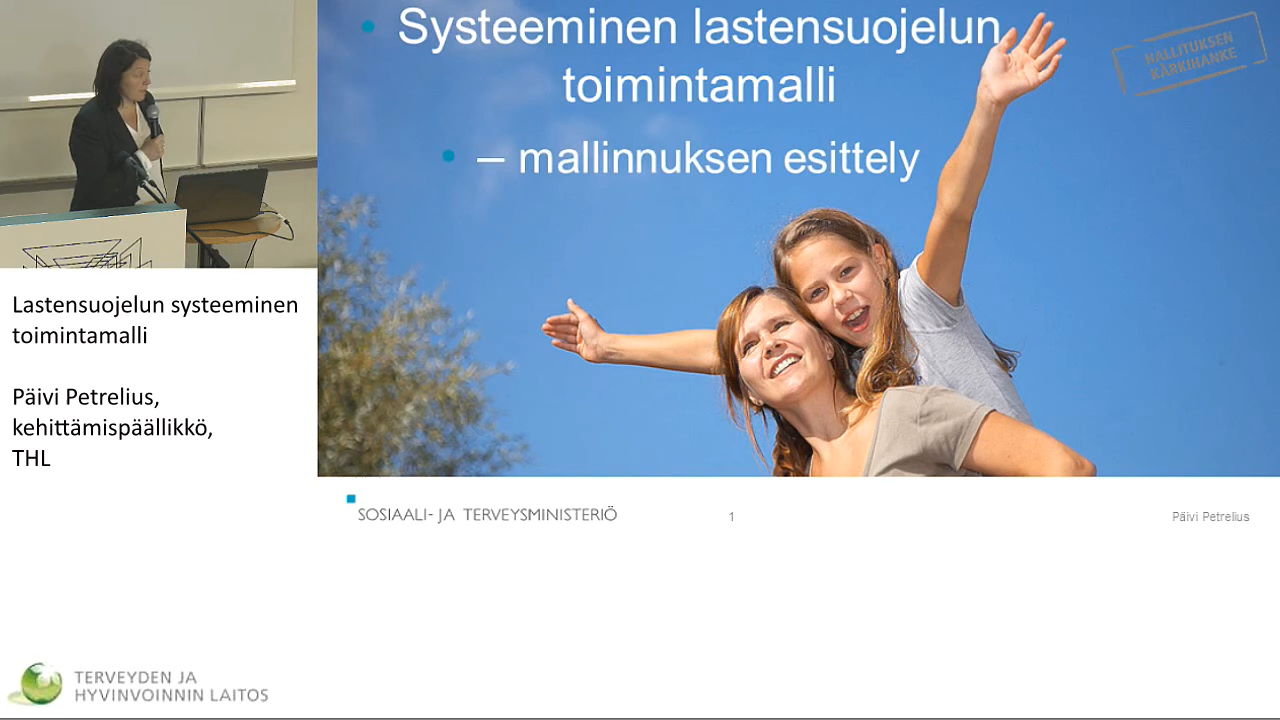 Systeeminen lastensuojelun
toimintamalli
– mallinnuksen esittely
HALLITUKSEN
KÄRKIHANKE
Lastensuojelun systeeminen
toimintamalli
Päivi Petrelius,
kehittämispäällikkö,
THL
SOSIAALI- JA TERVEYSMINISTERIÖ
1
Päivi Petrelius
TERVEYDEN JA
HYVINVOINNIN LAITOS